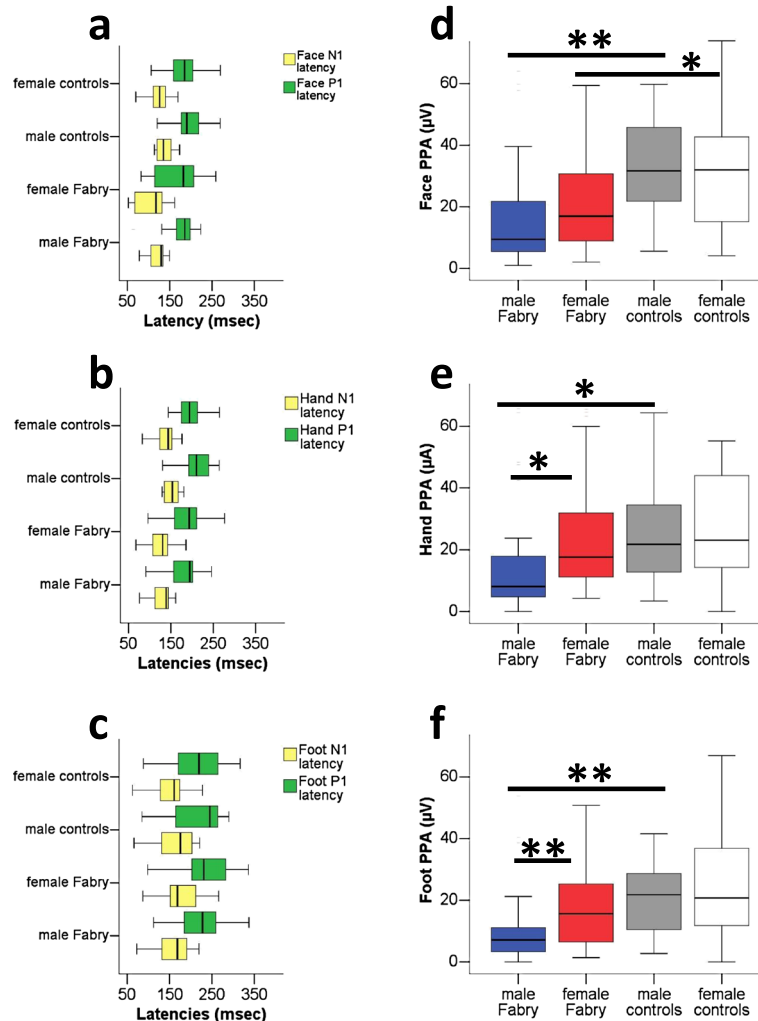 a
female controls
male controls
female Fabry
male Fabry
50 150 250 350
Latency (msec)
Face N1
latency
Face P1
latency
d
**
*
Face PPA (µV)
60
40
20
0
male
Fabry
female
Fabry
male
controls
female
controls
b
female controls
male controls
female Fabry
male Fabry
50 150 250 350
Latencies (msec)
Hand N1
latency
Hand P1
latency
e
*
*
Hand PPA (µA)
60
40
20
0
male
Fabry
female
Fabry
male
controls
female
controls
c
female controls
male controls
female Fabry
male Fabry
50 150 250 350
Latencies (msec)
Foot N1
latency
Foot P1
latency
f
**
**
Foot PPA (µV)
60
40
20
0
male
Fabry
female
Fabry
male
controls
female
controls